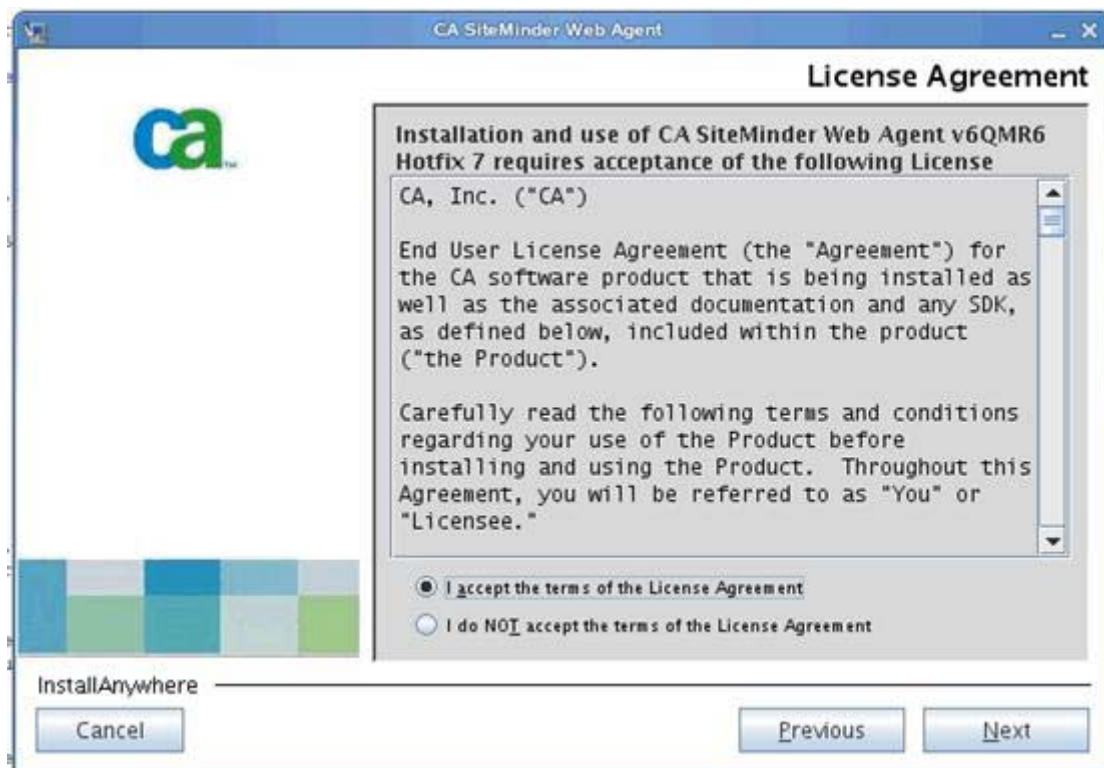 CA SiteMinder Web Agent
License Agreement
ca
Installation and use of CA SiteMinder Web Agent v6QMR6
Hotfix 7 requires acceptance of the following License
CA, Inc. ("CA")
End User License Agreement (the "Agreement") for
the CA software product that is being installed as
well as the associated documentation and any SDK,
as defined below, included within the product
("the Product").
Carefully read the following terms and conditions
regarding your use of the Product before
installing and using the Product.  Throughout this
Agreement, you will be referred to as "You" or
"Licensee."
I accept the terms of the License Agreement
I do NOT accept the terms of the License Agreement
InstallAnywhere
Cancel
Previous
Next